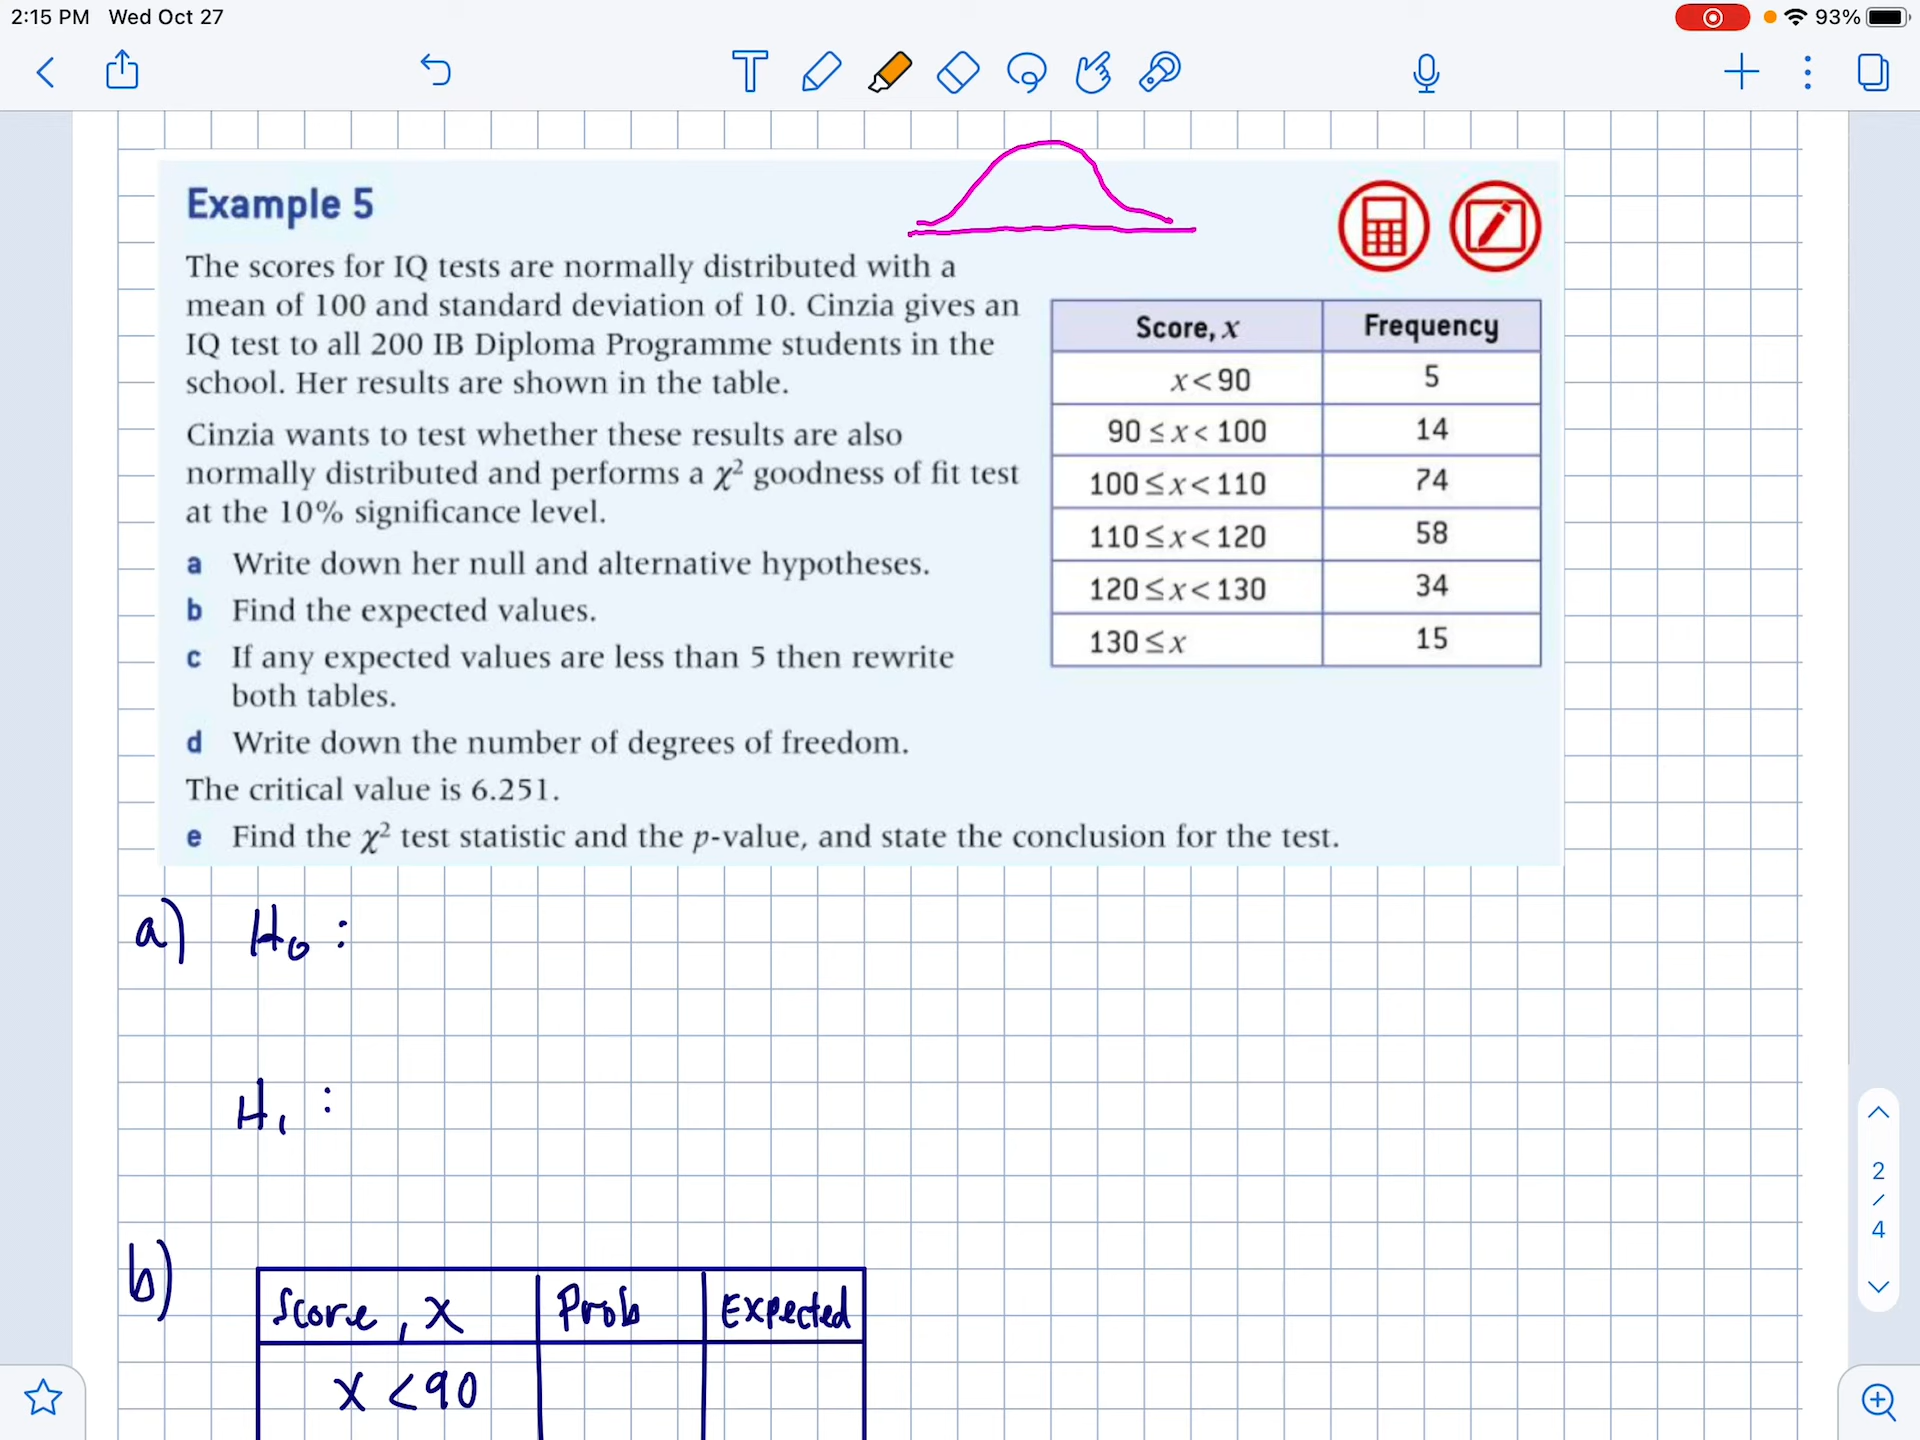 2:15 PM Wed Oct 27
93%
T
Example 5
The scores for IQ tests are normally distributed with a
mean of 100 and standard deviation of 10. Cinzia gives an
IQ test to all 200 IB Diploma Programme students in the
school. Her results are shown in the table.
Cinzia wants to test whether these results are also
normally distributed and performs a χ² goodness of fit test
at the 10% significance level.
a Write down her null and alternative hypotheses.
b Find the expected values.
c If any expected values are less than 5 then rewrite
both tables.
d Write down the number of degrees of freedom.
The critical value is 6.251.
e Find the χ² test statistic and the p-value, and state the conclusion for the test.
Score, x Frequency
x < 90 5
90 ≤ x < 100 14
100 ≤ x < 110 74
110 ≤ x < 120 58
120 ≤ x < 130 34
130 ≤ x 15
a) H₀ :
H₁ :
b)
Score, x Prob Expected
x < 90
2
/
4